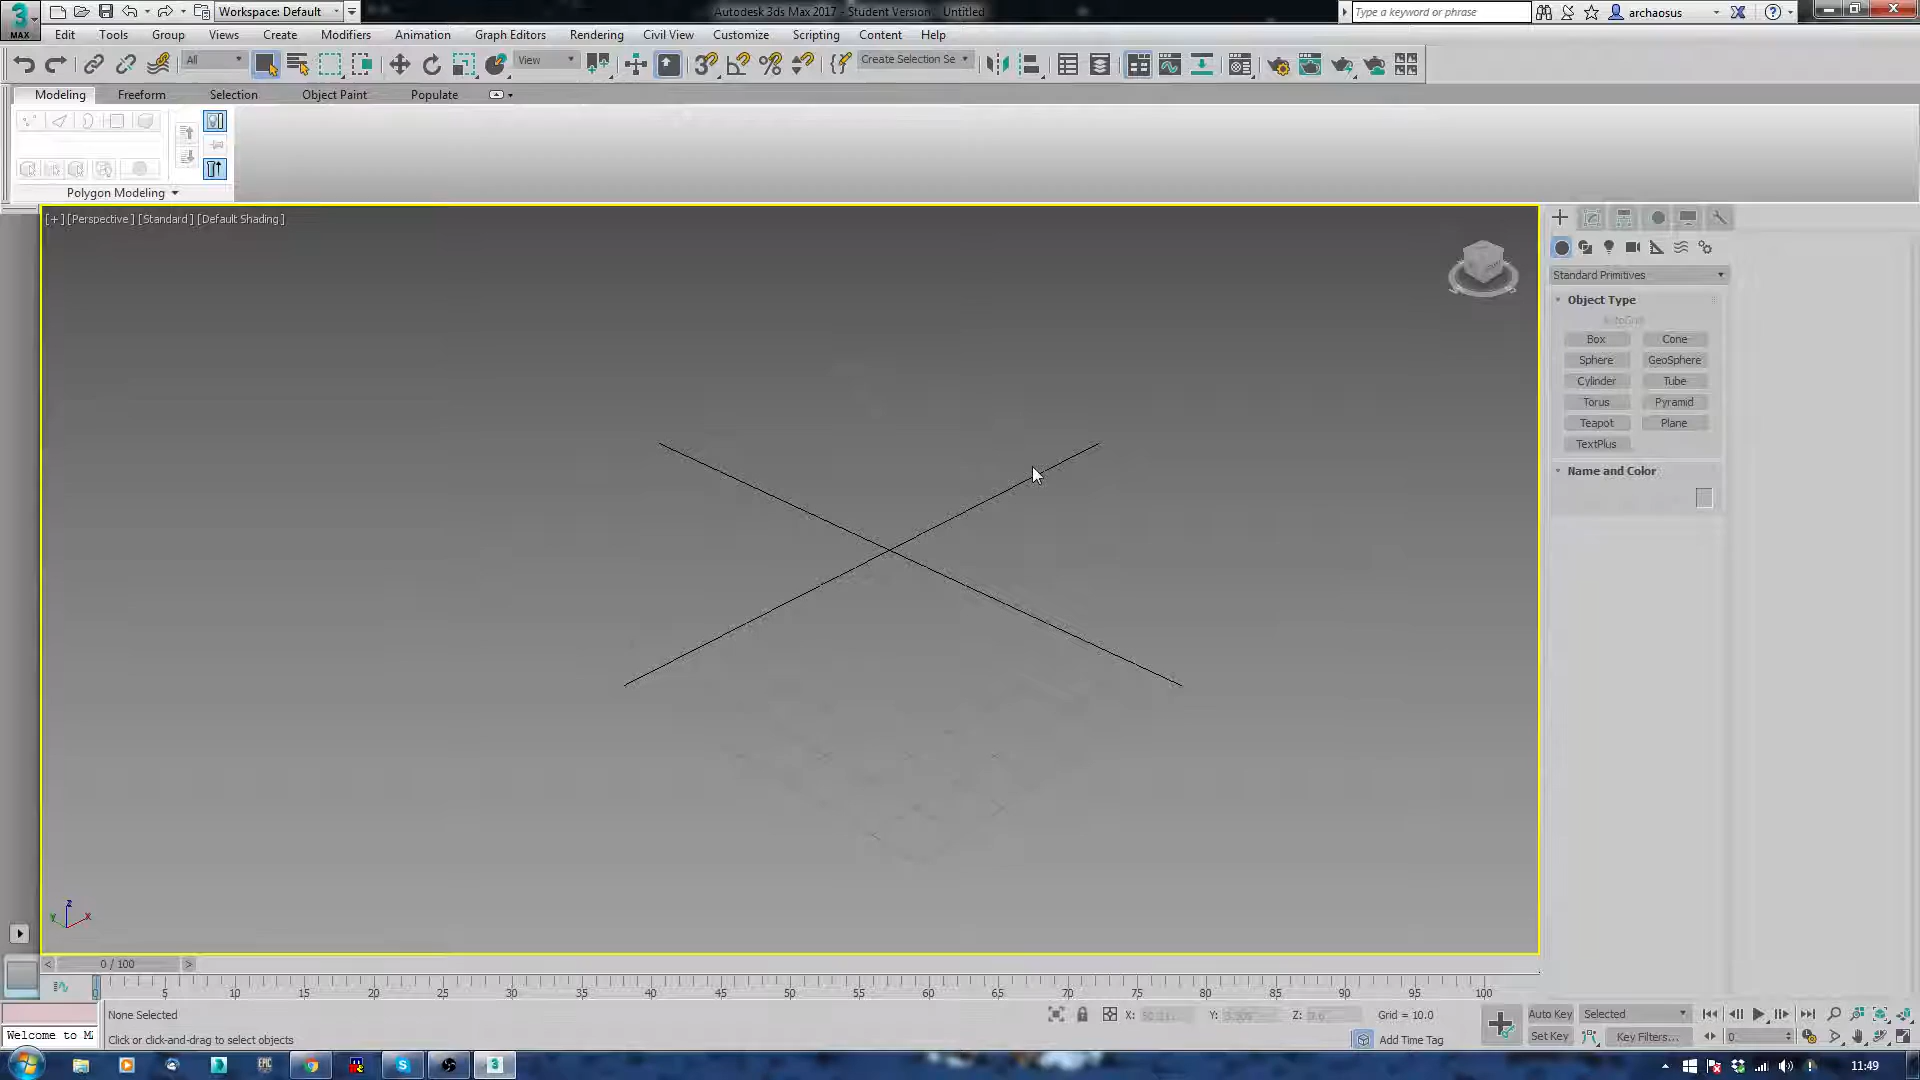 Workspace: Default
Autodesk 3ds Max 2017 - Student Version    Untitled
Type a keyword or phrase
archaosus
MAX
Edit Tools Group Views Create Modifiers Animation Graph Editors Rendering Civil View Customize Scripting Content Help
All
View
Create Selection Se
Modeling Freeform Selection Object Paint Populate
Polygon Modeling
[+] [Perspective] [Standard] [Default Shading]
Standard Primitives
Object Type
AutoGrid
Box Cone
Sphere GeoSphere
Cylinder Tube
Torus Pyramid
Teapot Plane
TextPlus
Name and Color
Z
Y X
0 / 100
0 5 10 15 20 25 30 35 40 45 50 55 60 65 70 75 80 85 90 95 100
None Selected
X: Y: Z: Grid = 10.0
Auto Key Selected
Welcome to M
Click or click-and-drag to select objects
Add Time Tag
Set Key Key Filters... 0
EPIC
11:49